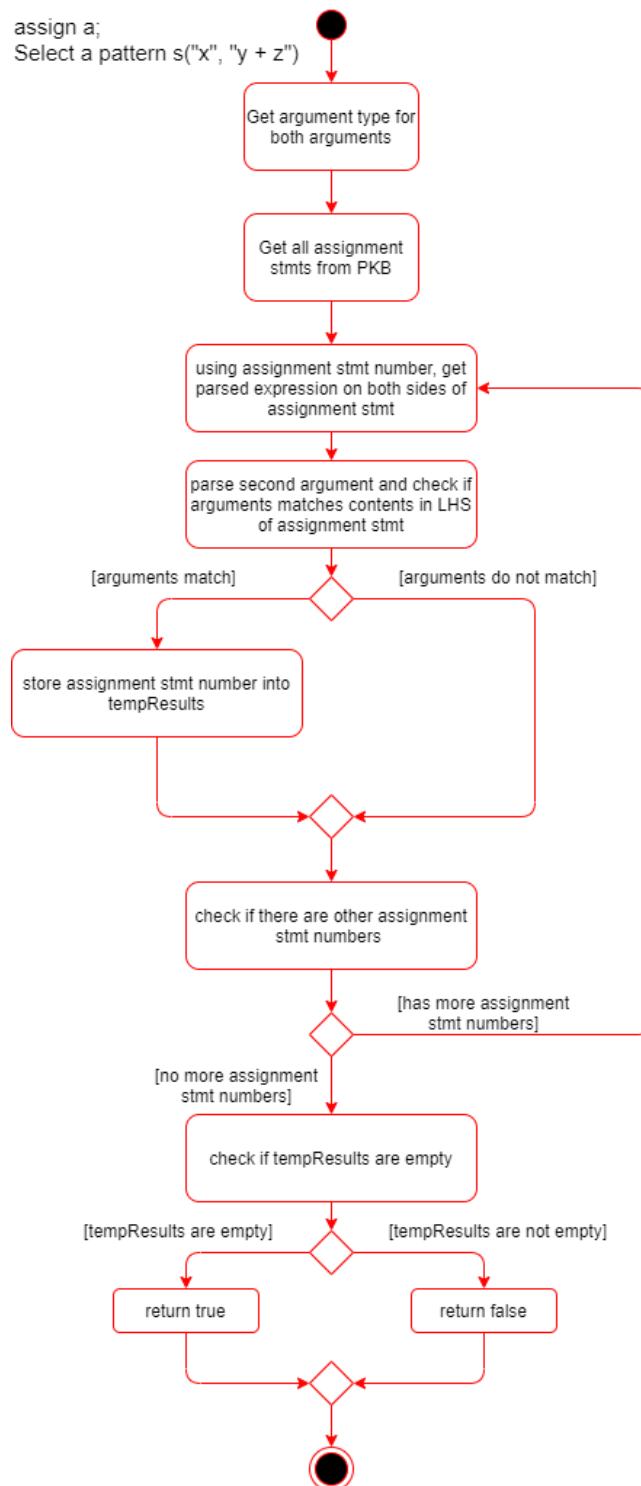 assign a;
Select a pattern s("x", "y + z")
Get argument type for
both arguments
Get all assignment
stmts from PKB
using assignment stmt number, get
parsed expression on both sides of
assignment stmt
parse second argument and check if
arguments matches contents in LHS
of assignment stmt
[arguments match]
[arguments do not match]
store assignment stmt number into
tempResults
check if there are other assignment
stmt numbers
[has more assignment
stmt numbers]
[no more assignment
stmt numbers]
check if tempResults are empty
[tempResults are empty]
[tempResults are not empty]
return true
return false